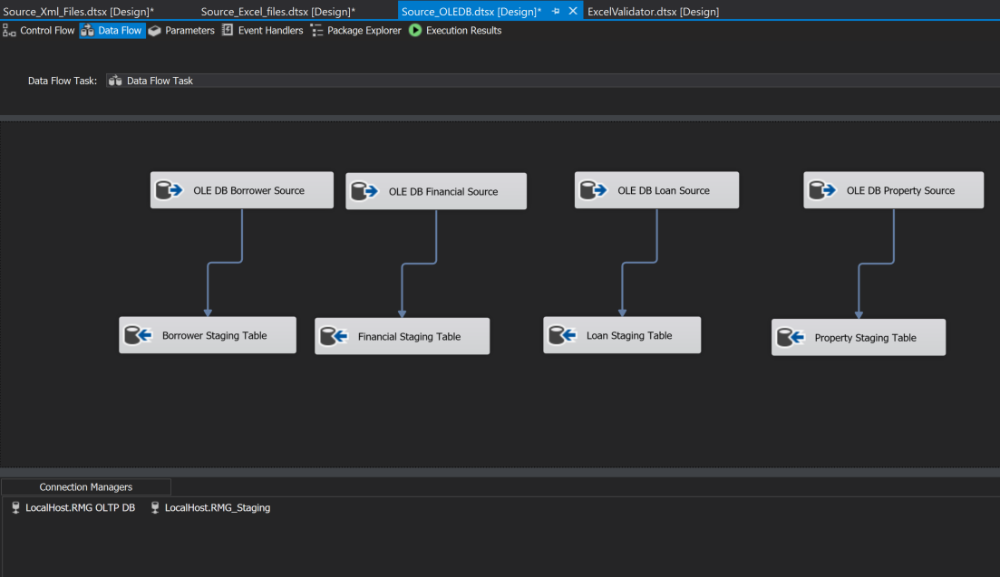 Source_Xml_Files.dtsx [Design]* Source_Excel_files.dtsx [Design]* Source_OLEDB.dtsx [Design]* ExcelValidator.dtsx [Design]
Control Flow Data Flow Parameters Event Handlers Package Explorer Execution Results
Data Flow Task: Data Flow Task
OLE DB Borrower Source OLE DB Financial Source OLE DB Loan Source OLE DB Property Source
Borrower Staging Table Financial Staging Table Loan Staging Table Property Staging Table
Connection Managers
LocalHost.RMG OLTP DB LocalHost.RMG_Staging